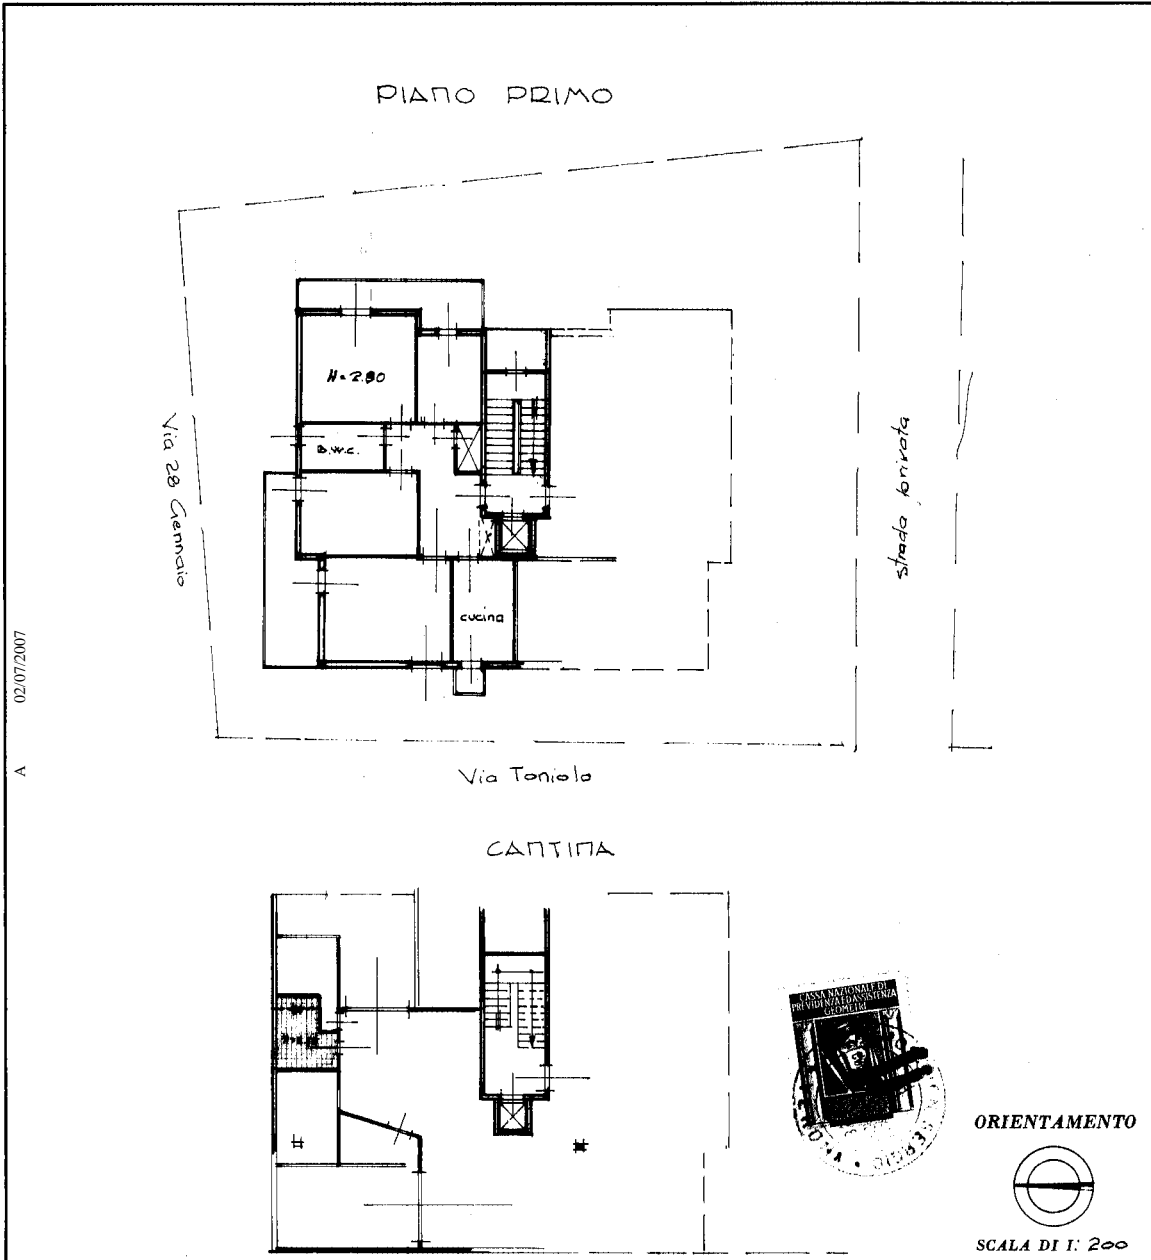 PIANO PRIMO
H=2.80
B.W.C.
cucina
Via 28 Gennaio
strada privata
Via Toniolo
A 02/07/2007
CANTINA
CASSA NAZIONALE DI
PREVIDENZA ED ASSISTENZA
GEOMETRI
ORIENTAMENTO
SCALA DI 1: 200